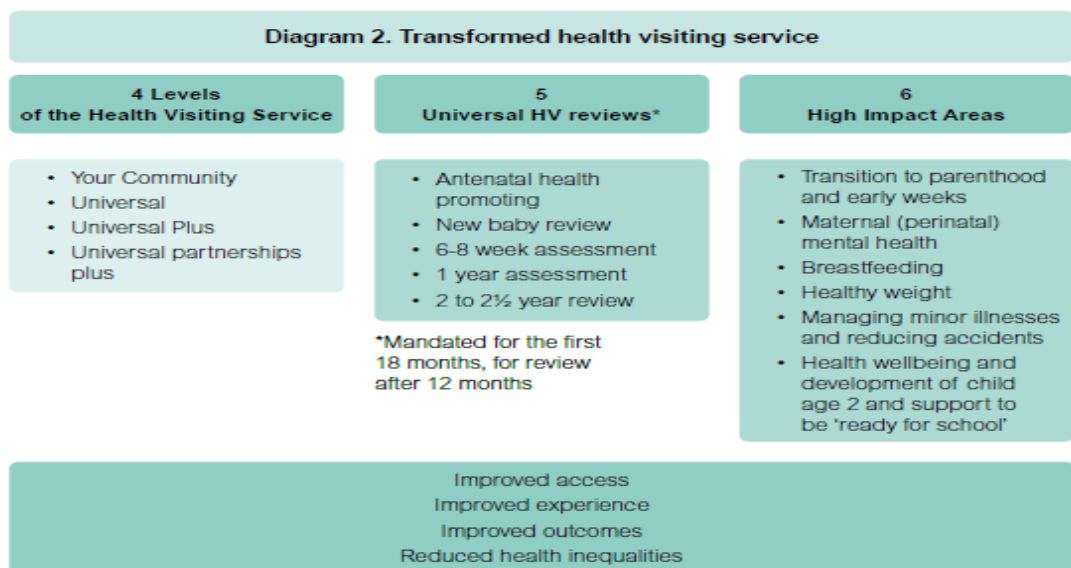 Diagram 2. Transformed health visiting service
4 Levels
of the Health Visiting Service
• Your Community
• Universal
• Universal Plus
• Universal partnerships
plus
5
Universal HV reviews*
• Antenatal health
promoting
• New baby review
• 6-8 week assessment
• 1 year assessment
• 2 to 2½ year review
*Mandated for the first
18 months, for review
after 12 months
6
High Impact Areas
• Transition to parenthood
and early weeks
• Maternal (perinatal)
mental health
• Breastfeeding
• Healthy weight
• Managing minor illnesses
and reducing accidents
• Health wellbeing and
development of child
age 2 and support to
be ‘ready for school’
Improved access
Improved experience
Improved outcomes
Reduced health inequalities